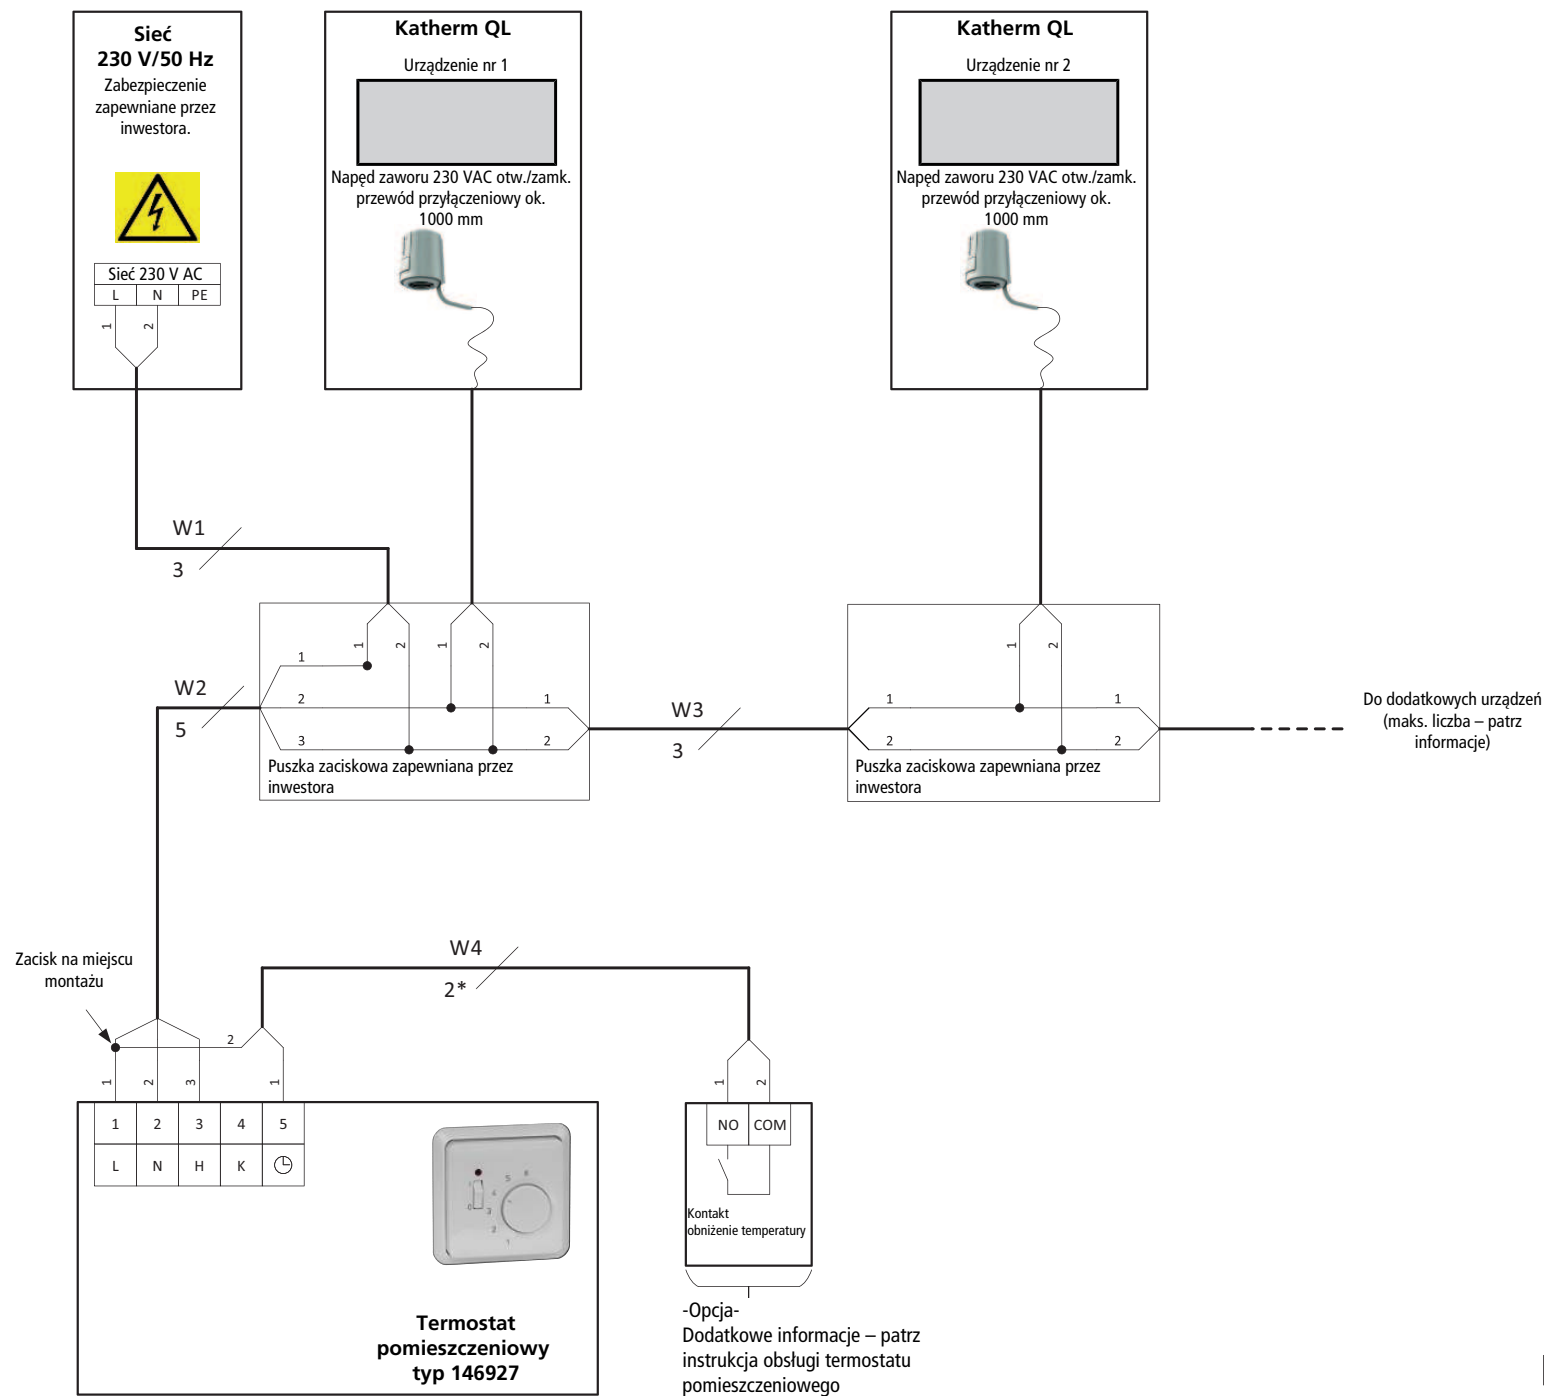 Sieć
230 V/50 Hz
Zabezpieczenie
zapewniane przez
inwestora.
Sieć 230 V AC
L N PE
1 2
Katherm QL
Urządzenie nr 1
Napęd zaworu 230 VAC otw./zamk.
przewód przyłączeniowy ok.
1000 mm
Katherm QL
Urządzenie nr 2
Napęd zaworu 230 VAC otw./zamk.
przewód przyłączeniowy ok.
1000 mm
W1
3
1 2 1 2
1
2 1
3 2
Puszka zaciskowa zapewniana przez
inwestora
W2
5
W3
3
1 2
1 1
2 2
Puszka zaciskowa zapewniana przez
inwestora
Do dodatkowych urządzeń
(maks. liczba – patrz
informacje)
Zacisk na miejscu
montażu
W4
2*
2
1 2 3 1
1 2 3 4 5
L N H K
Termostat
pomieszczeniowy
typ 146927
1 2
NO COM
Kontakt
obniżenie temperatury
-Opcja-
Dodatkowe informacje – patrz
instrukcja obsługi termostatu
pomieszczeniowego